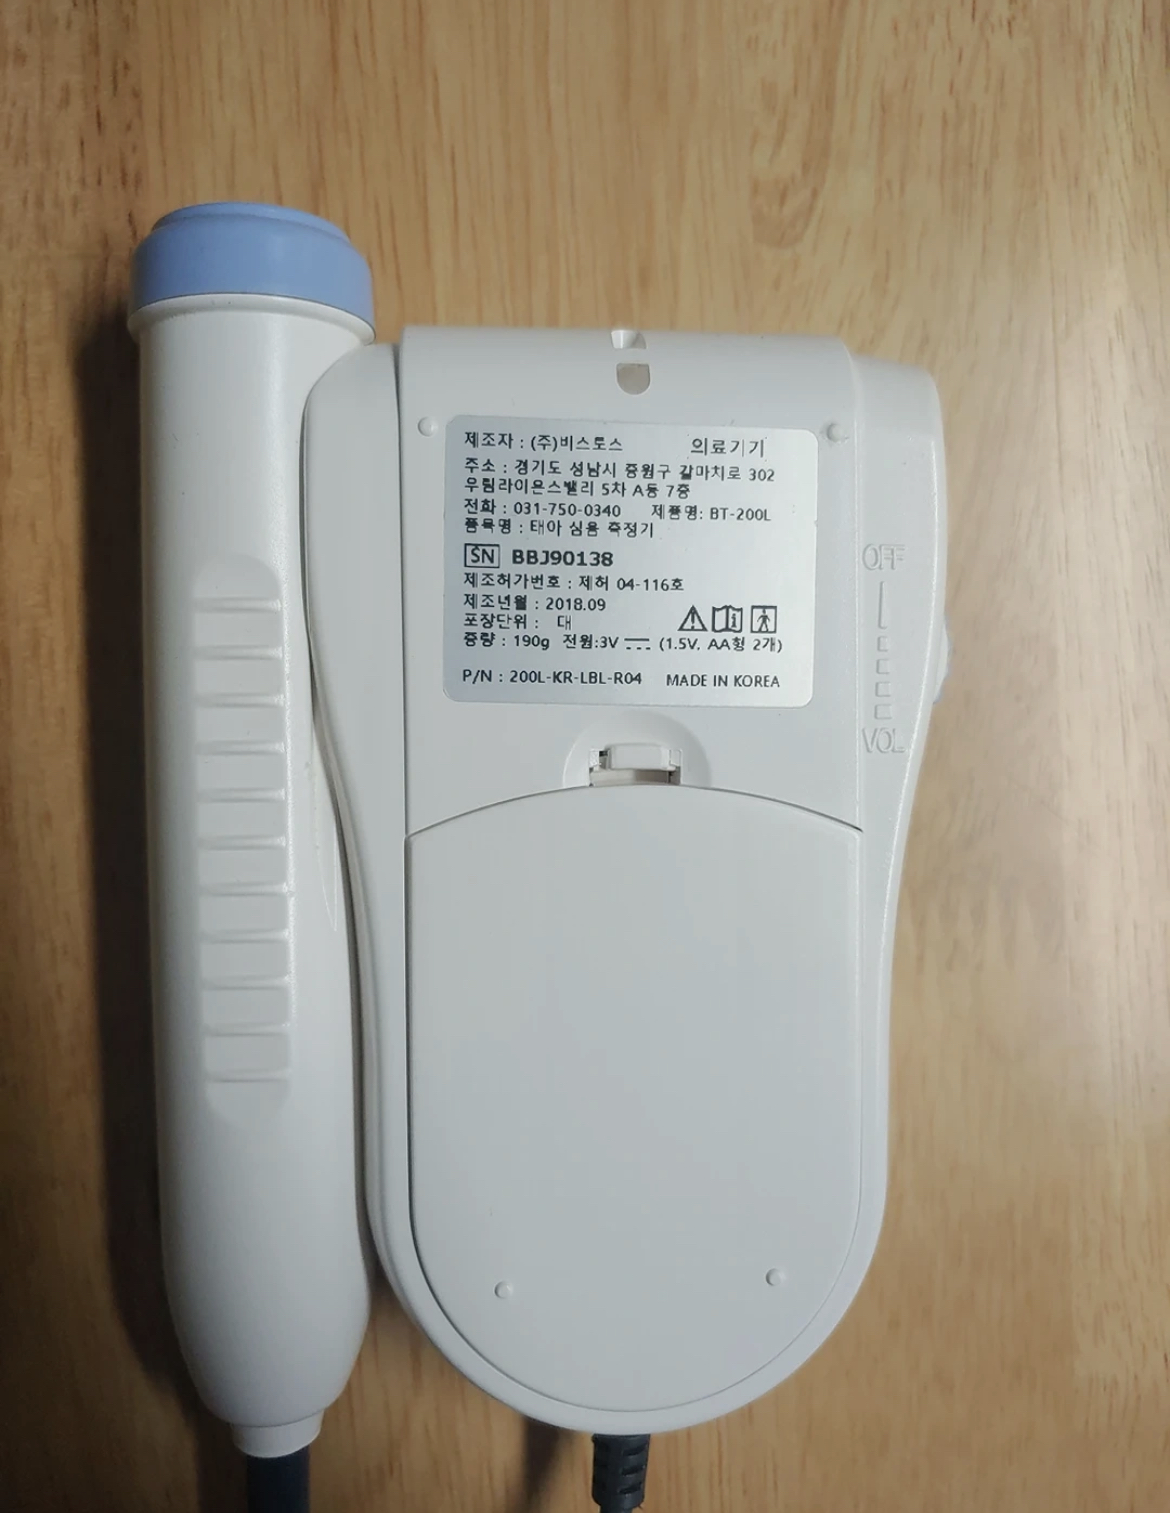 제조자 : (주)비스토스 의료기기
주소 : 경기도 성남시 중원구 갈마치로 302
우림라이온스밸리 5차 A동 7층
전화 : 031-750-0340 제품명: BT-200L
품목명 : 태아 심음 측정기
SN BBJ90138
제조허가번호 : 제허 04-116호
제조년월 : 2018.09
포장단위 : 대
중량 : 190g 전원:3V (1.5V, AA형 2개)
P/N : 200L-KR-LBL-R04 MADE IN KOREA
OFF
VOL